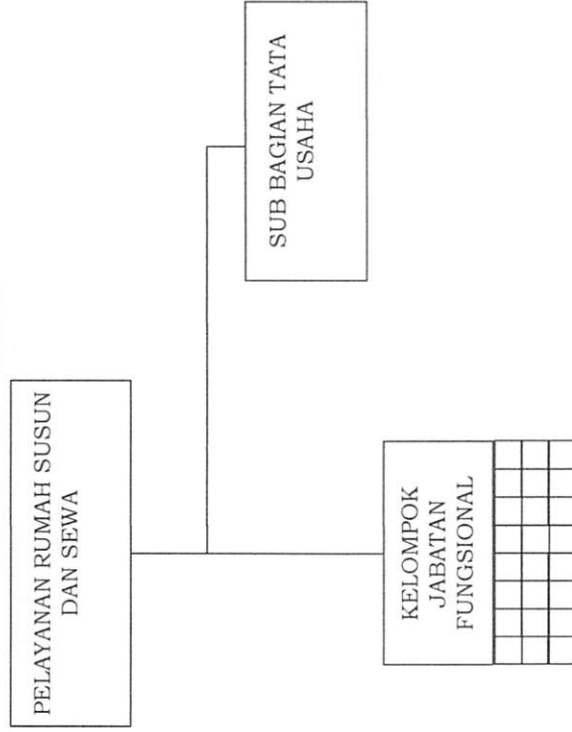 PELAYANAN RUMAH SUSUN
DAN SEWA
SUB BAGIAN TATA
USAHA
KELOMPOK
JABATAN
FUNGSIONAL